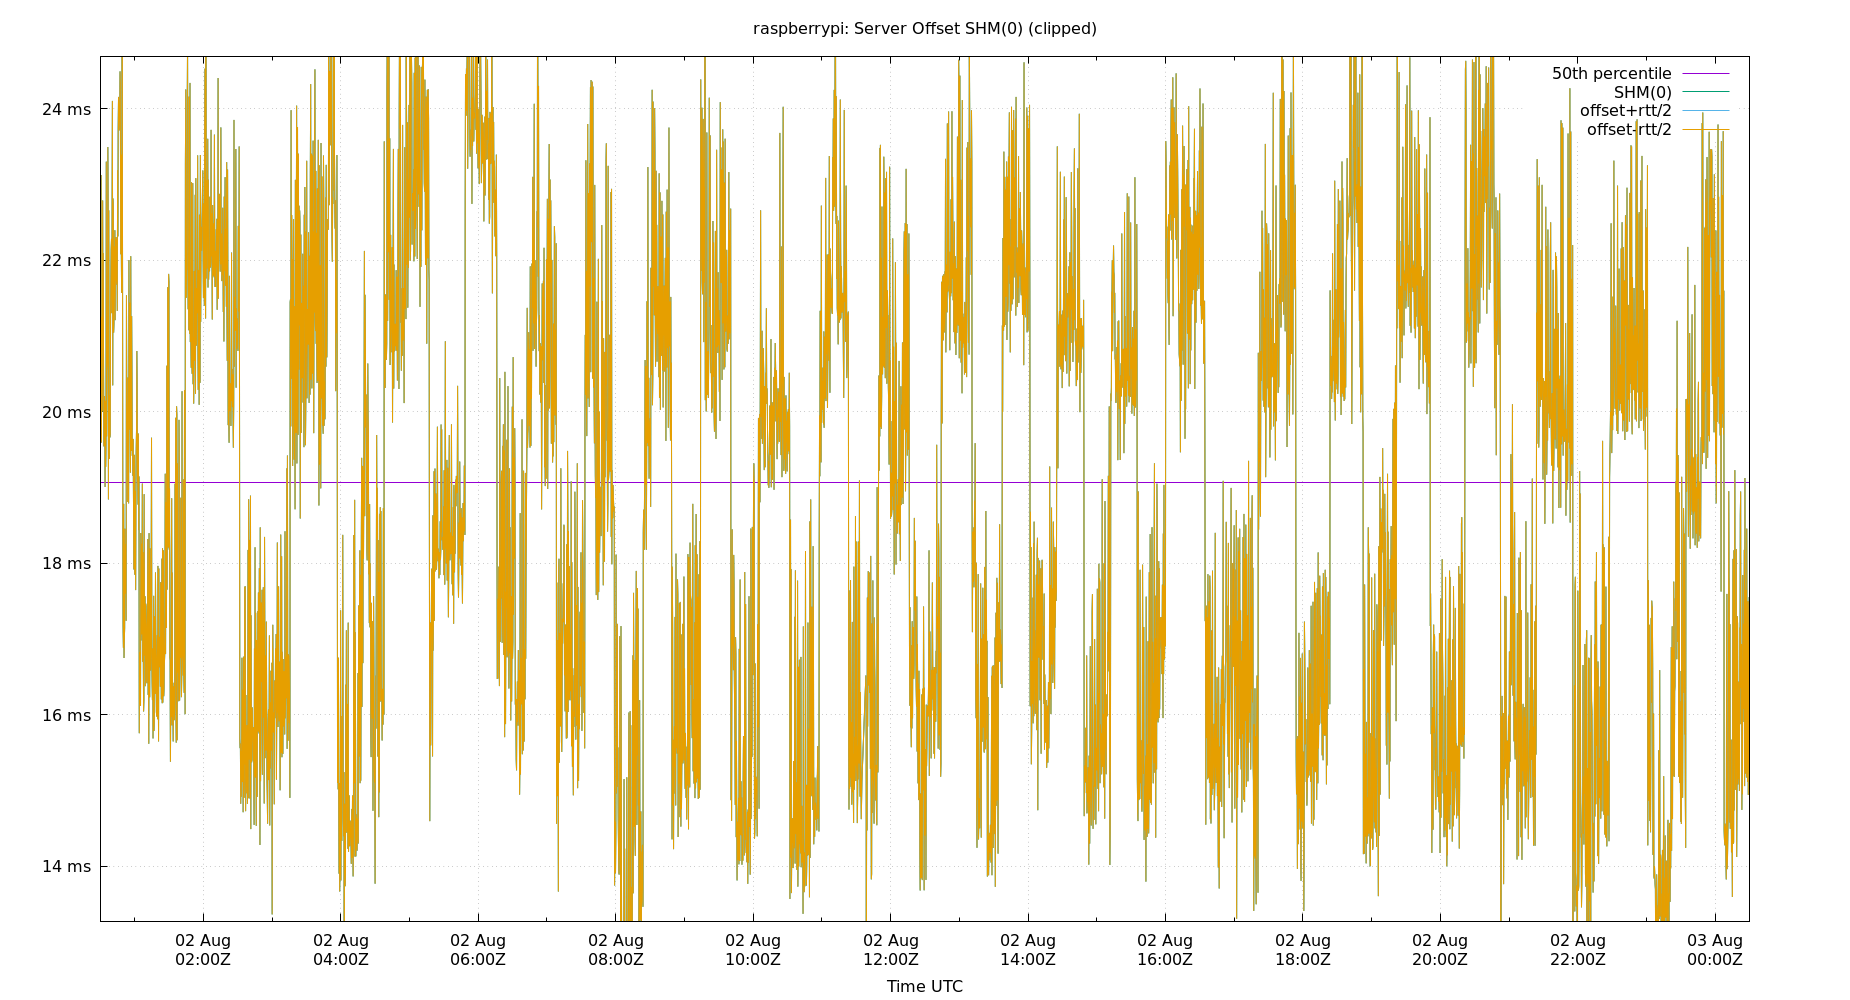 raspberrypi: Server Offset SHM(0) (clipped)
50th percentile
SHM(0)
offset+rtt/2
offset-rtt/2
24 ms
22 ms
20 ms
18 ms
16 ms
14 ms
02 Aug 02 Aug 02 Aug 02 Aug 02 Aug 02 Aug 02 Aug 02 Aug 02 Aug 02 Aug 02 Aug 03 Aug
02:00Z 04:00Z 06:00Z 08:00Z 10:00Z 12:00Z 14:00Z 16:00Z 18:00Z 20:00Z 22:00Z 00:00Z
Time UTC